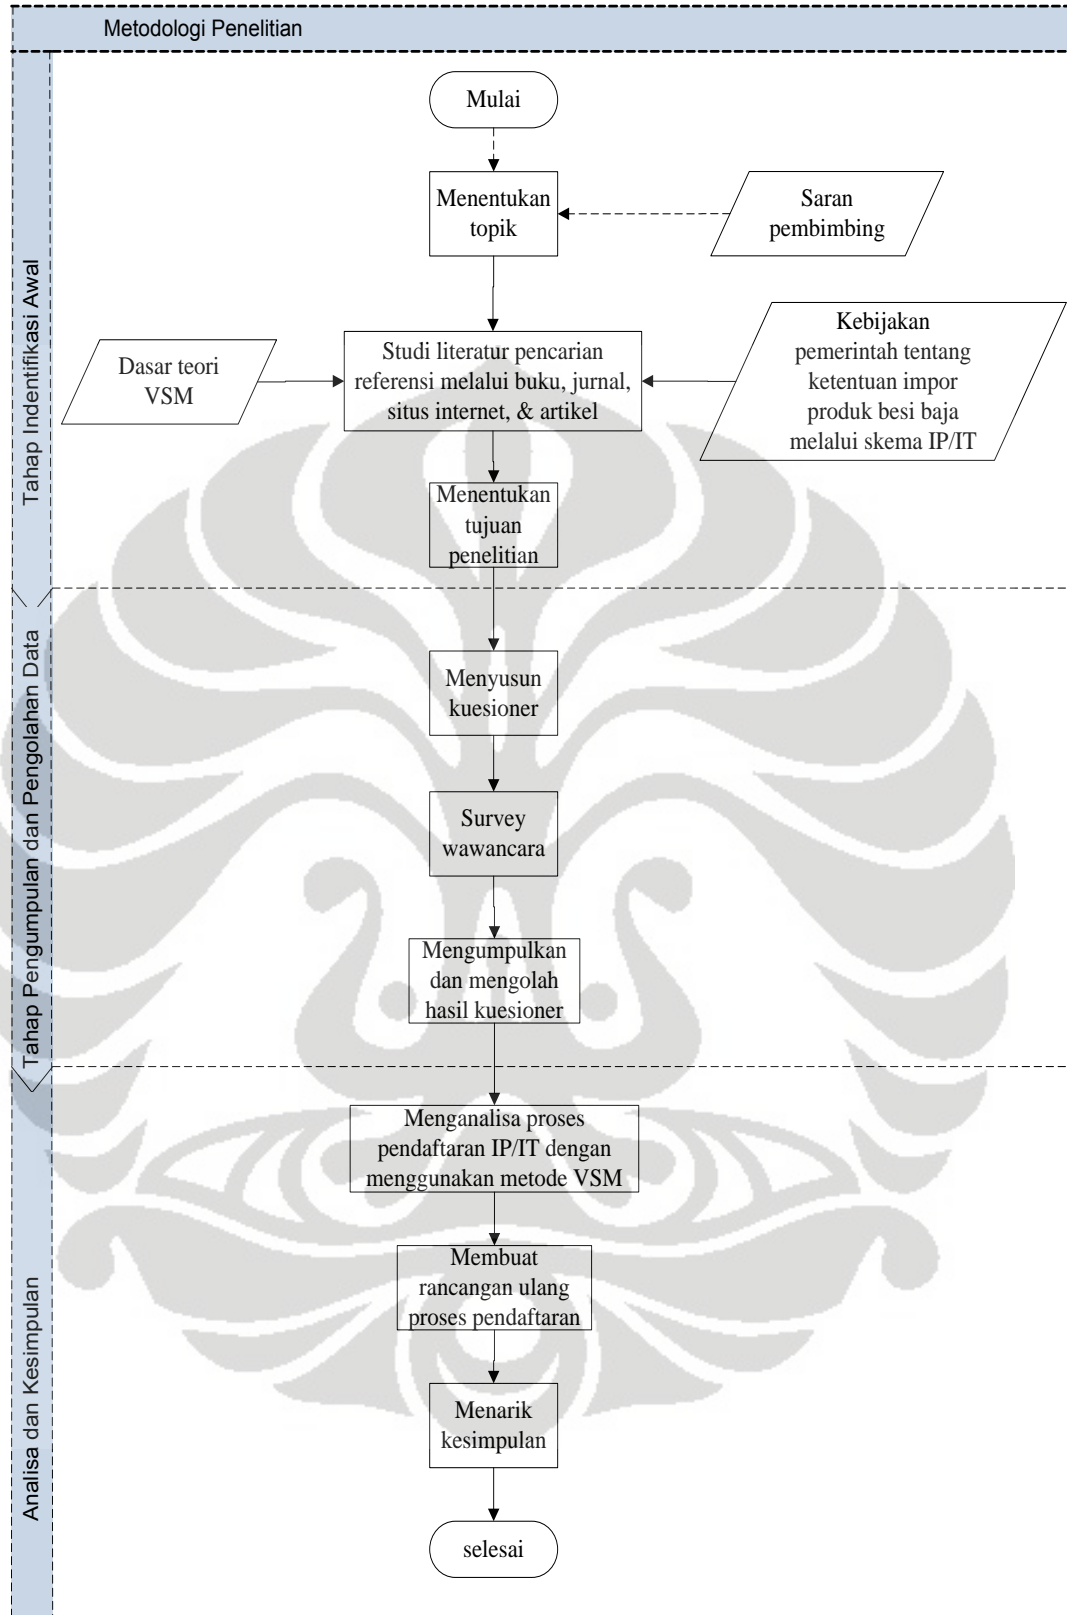 Metodologi Penelitian
Tahap Indentifikasi Awal
Mulai
Menentukan
topik
Saran
pembimbing
Dasar teori
VSM
Studi literatur pencarian
referensi melalui buku, jurnal,
situs internet, & artikel
Kebijakan
pemerintah tentang
ketentuan impor
produk besi baja
melalui skema IP/IT
Menentukan
tujuan
penelitian
Tahap Pengumpulan dan Pengolahan Data
Menyusun
kuesioner
Survey
wawancara
Mengumpulkan
dan mengolah
hasil kuesioner
Analisa dan Kesimpulan
Menganalisa proses
pendaftaran IP/IT dengan
menggunakan metode VSM
Membuat
rancangan ulang
proses pendaftaran
Menarik
kesimpulan
selesai